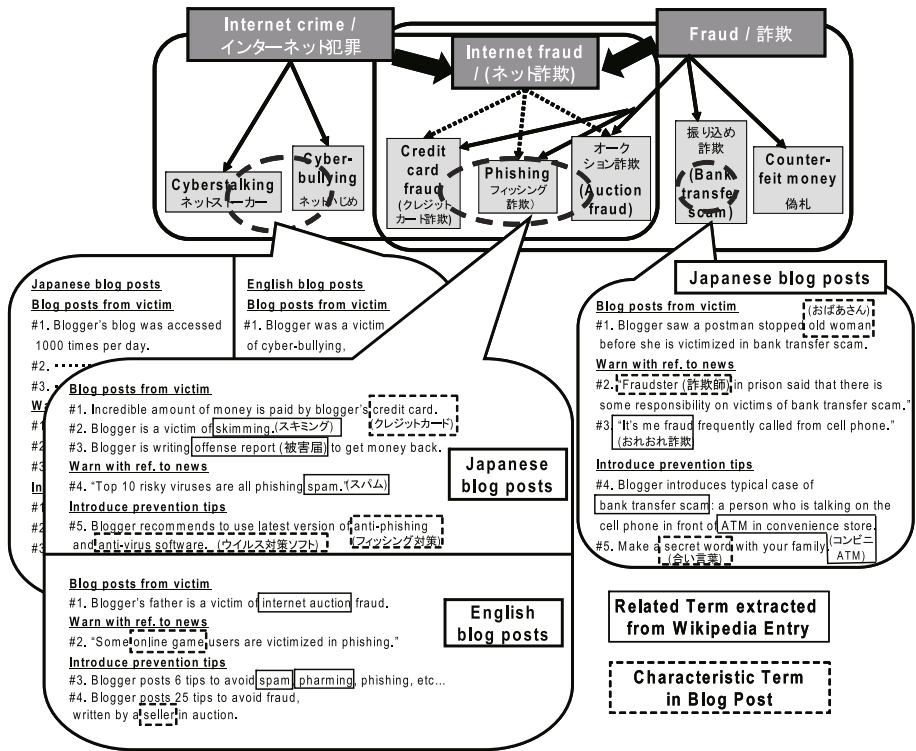 Internet crime /
インターネット犯罪
Internet fraud
/ (ネット詐欺)
Fraud / 詐欺
Cyberstalking
ネットストーカー
Cyber-
bullying
ネットいじめ
Credit
card
fraud
(クレジット
カード詐欺)
Phishing
フィッシング
詐欺)
オーク
ション詐欺
(Auction
fraud)
振り込め
詐欺
(Bank
transfer
scam)
Counter-
feit money
偽札
Japanese blog posts
Blog posts from victim
#1. Blogger's blog was accessed
1000 times per day.
#2.
#3.
Wa
#1
#2
#3
In
#1
#2
#3
English blog posts
Blog posts from victim
#1. Blogger was a victim
of cyber-bullying,
Blog posts from victim
#1. Incredible amount of money is paid by blogger's credit card.
(クレジットカード)
#2. Blogger is a victim of skimming.(スキミング)
#3. Blogger is writing offense report (被害届) to get money back.
Warn with ref. to news
#4. “Top 10 risky viruses are all phishing spam.”(スパム)
Introduce prevention tips
#5. Blogger recommends to use latest version of anti-phishing
(フィッシング対策)
and anti-virus software. (ウイルス対策ソフト)
Japanese
blog posts
Blog posts from victim
#1. Blogger's father is a victim of internet auction fraud.
Warn with ref. to news
#2. “Some online game users are victimized in phishing.”
Introduce prevention tips
#3. Blogger posts 6 tips to avoid spam, pharming, phishing, etc…
#4. Blogger posts 25 tips to avoid fraud,
written by a seller in auction.
English
blog posts
Japanese blog posts
Blog posts from victim
(おばあさん)
#1. Blogger saw a postman stopped old woman
before she is victimized in bank transfer scam.
Warn with ref. to news
#2. “Fraudster (詐欺師) in prison said that there is
some responsibility on victims of bank transfer scam.”
#3. “It's me fraud frequently called from cell phone.”
(おれおれ詐欺
Introduce prevention tips
#4. Blogger introduces typical case of
bank transfer scam: a person who is talking on the
cell phone in front of ATM in convenience store.
(コンビニ
ATM)
#5. Make a secret word with your family.
(合い言葉)
Related Term extracted
from Wikipedia Entry
Characteristic Term
in Blog Post